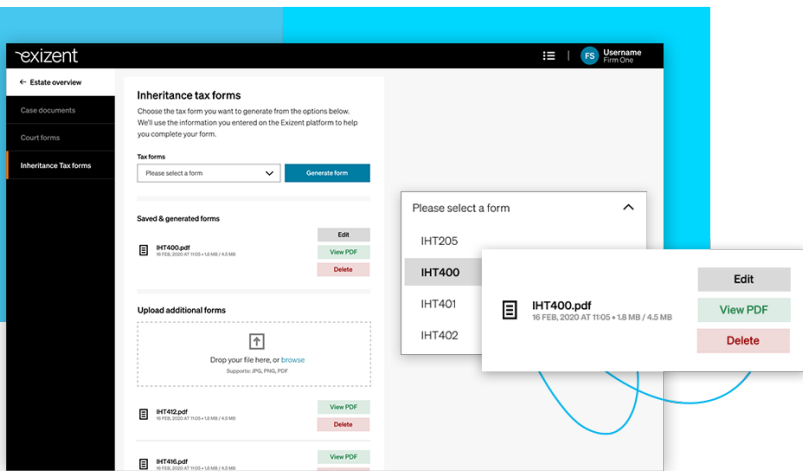 exizent
FS
Username
Firm One
← Estate overview
Case documents
Court forms
Inheritance Tax forms
Inheritance tax forms
Choose the tax form you want to generate from the options below.
We'll use the information you entered on the Exizent platform to help
you complete your form.
Tax forms
Please select a form
Generate form
Saved & generated forms
IHT400.pdf
16 FEB, 2020 AT 11:05 • 1.8 MB / 4.5 MB
Edit
View PDF
Delete
Upload additional forms
Drop your file here, or browse
Supports: JPG, PNG, PDF
IHT412.pdf
16 FEB, 2020 AT 11:05 • 1.8 MB / 4.5 MB
View PDF
Delete
IHT416.pdf
16 FEB, 2020 AT 11:05 • 1.8 MB / 4.5 MB
View PDF
Please select a form
IHT205
IHT400
IHT401
IHT402
IHT400.pdf
16 FEB, 2020 AT 11:05 • 1.8 MB / 4.5 MB
Edit
View PDF
Delete